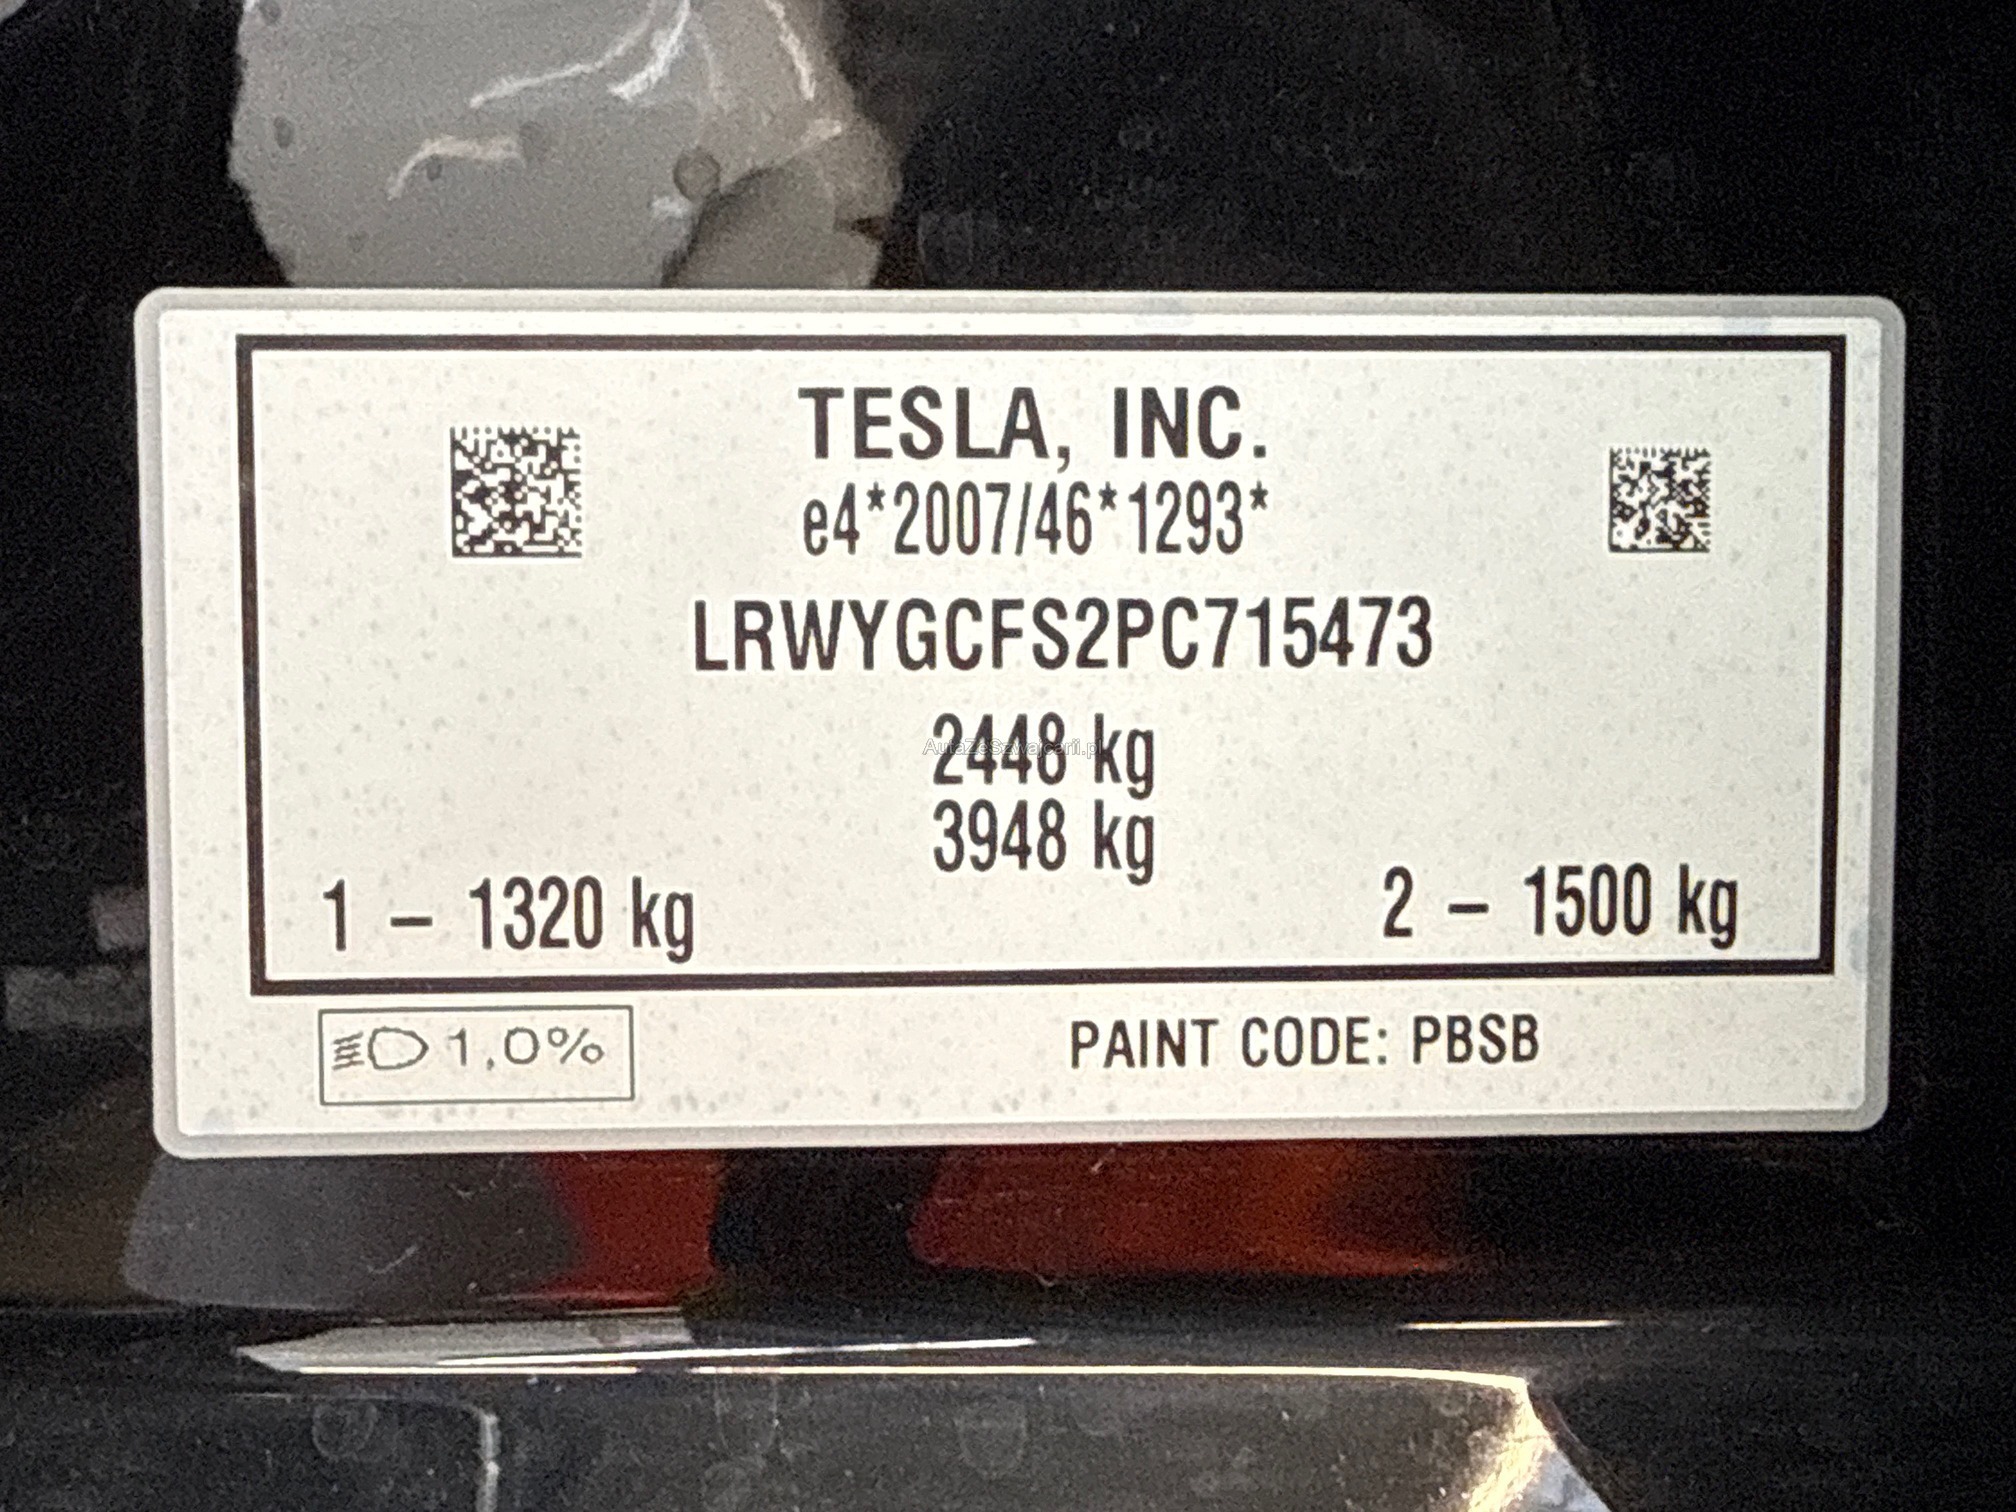 TESLA, INC.
e4*2007/46*1293*
LRWYGCFS2PC715473
2448 kg
AutaZeSzwajcarii.pl
3948 kg
1 – 1320 kg
2 – 1500 kg
1,0%
PAINT CODE: PBSB